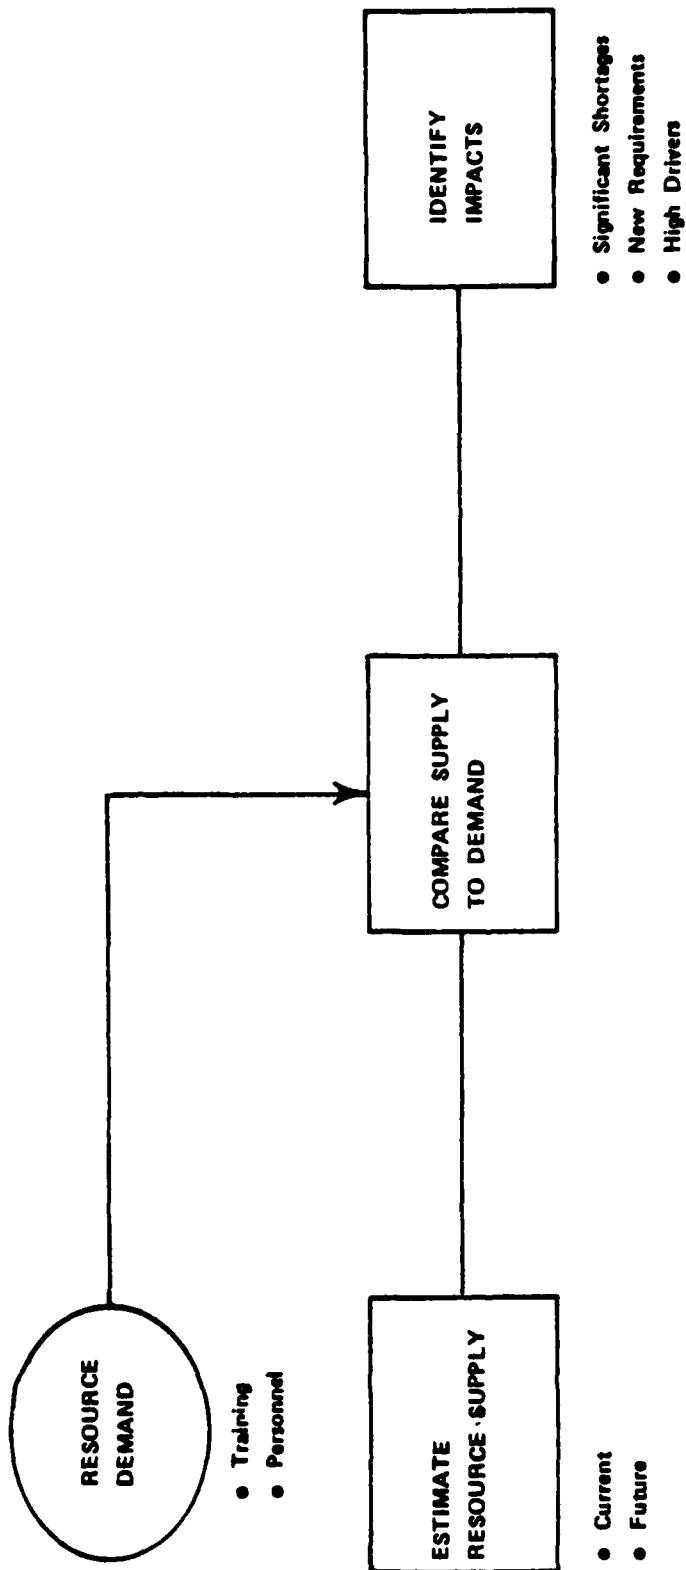 RESOURCE
DEMAND
● Training
● Personnel
ESTIMATE
RESOURCE SUPPLY
● Current
● Future
COMPARE SUPPLY
TO DEMAND
IDENTIFY
IMPACTS
● Significant Shortages
● New Requirements
● High Drivers